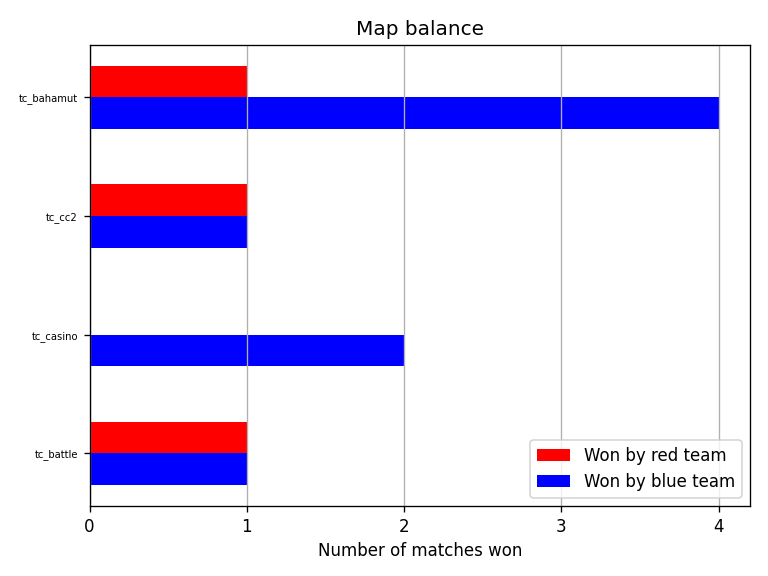 Map balance
tc_bahamut
tc_cc2
tc_casino
tc_battle
Won by red team
Won by blue team
0 1 2 3 4
Number of matches won